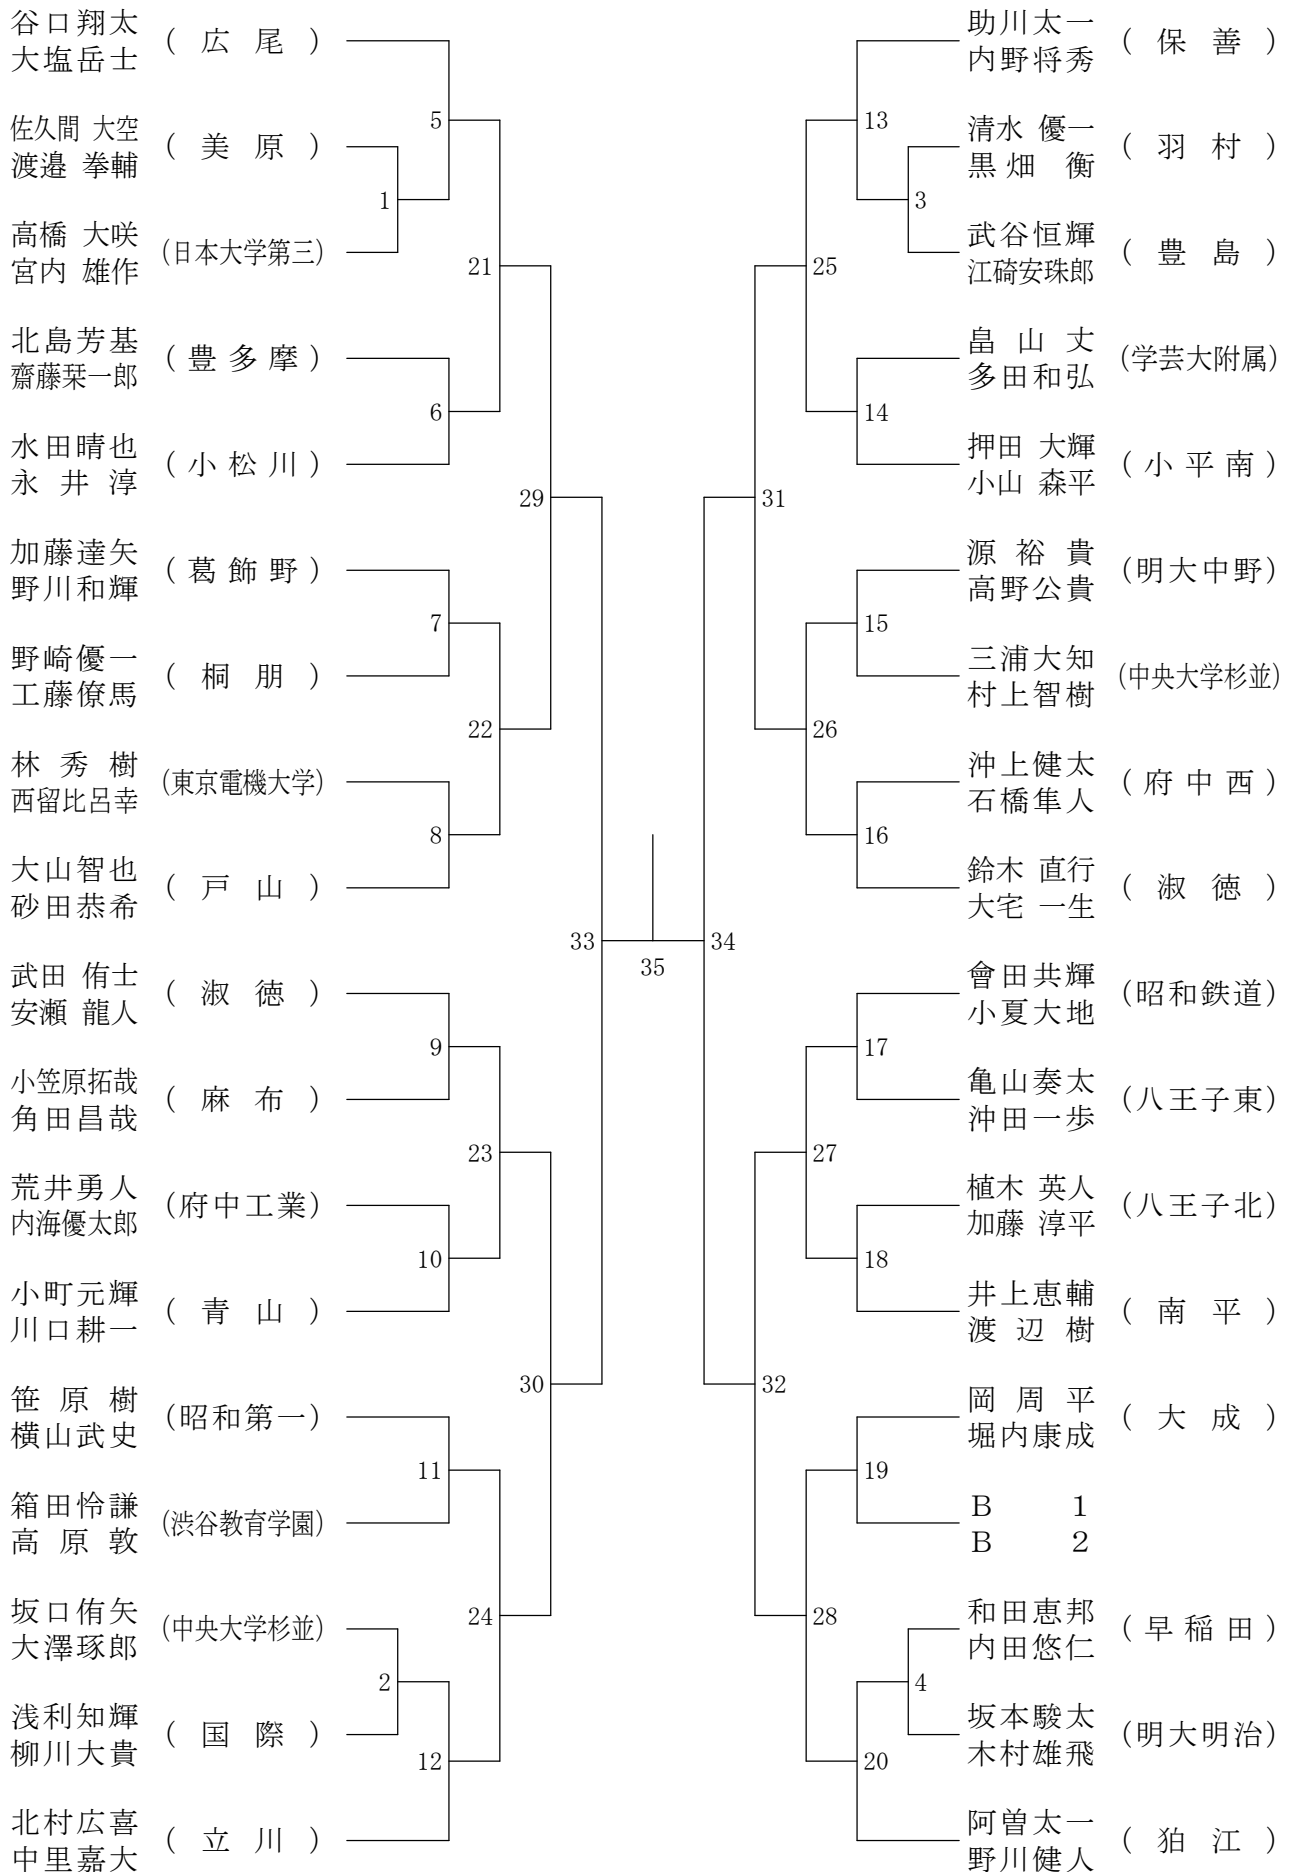 谷口翔太
大塩岳士
(広尾)
佐久間 大空
渡邉 拳輔
(美原)
高橋 大咲
宮内 雄作
(日本大学第三)
北島芳基
齋藤栞一郎
(豊多摩)
水田晴也
永井淳
(小松川)
加藤達矢
野川和輝
(葛飾野)
野崎優一
工藤僚馬
(桐朋)
林秀樹
西留比呂幸
(東京電機大学)
大山智也
砂田恭希
(戸山)
武田 侑士
安瀬 龍人
(淑徳)
小笠原拓哉
角田昌哉
(麻布)
荒井勇人
内海優太郎
(府中工業)
小町元輝
川口耕一
(青山)
笹原樹
横山武史
(昭和第一)
箱田怜謙
高原敦
(渋谷教育学園)
坂口侑矢
大澤琢郎
(中央大学杉並)
浅利知輝
柳川大貴
(国際)
北村広喜
中里嘉大
(立川)
5
1
21
6
29
7
22
8
33
9
23
10
30
11
24
2
12
35
13
3
25
14
31
15
26
16
34
17
27
18
32
19
28
4
20
助川太一
内野将秀
(保善)
清水 優一
黒畑 衡
(羽村)
武谷恒輝
江碕安珠郎
(豊島)
畠山丈
多田和弘
(学芸大附属)
押田 大輝
小山 森平
(小平南)
源裕貴
高野公貴
(明大中野)
三浦大知
村上智樹
(中央大学杉並)
沖上健太
石橋隼人
(府中西)
鈴木 直行
大宅 一生
(淑徳)
會田共輝
小夏大地
(昭和鉄道)
亀山奏太
沖田一歩
(八王子東)
植木 英人
加藤 淳平
(八王子北)
井上恵輔
渡辺樹
(南平)
岡周平
堀内康成
(大成)
B 1
B 2
和田恵邦
内田悠仁
(早稲田)
坂本駿太
木村雄飛
(明大明治)
阿曽太一
野川健人
(狛江)